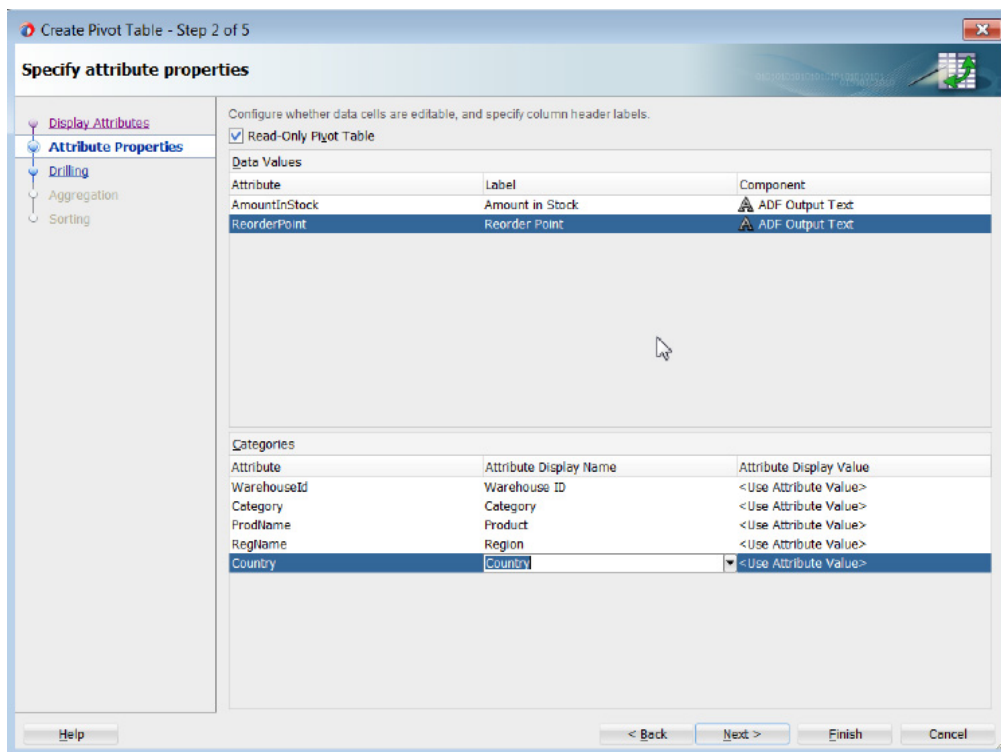 Create Pivot Table - Step 2 of 5
Specify attribute properties
Display Attributes
Attribute Properties
Drilling
Aggregation
Sorting
Configure whether data cells are editable, and specify column header labels.
Read-Only Pivot Table
Data Values
Attribute Label Component
AmountInStock Amount in Stock ADF Output Text
ReorderPoint Reorder Point ADF Output Text
Categories
Attribute Attribute Display Name Attribute Display Value
WarehouseId Warehouse ID <Use Attribute Value>
Category Category <Use Attribute Value>
ProdName Product <Use Attribute Value>
RegName Region <Use Attribute Value>
Country Country <Use Attribute Value>
Help < Back Next > Finish Cancel